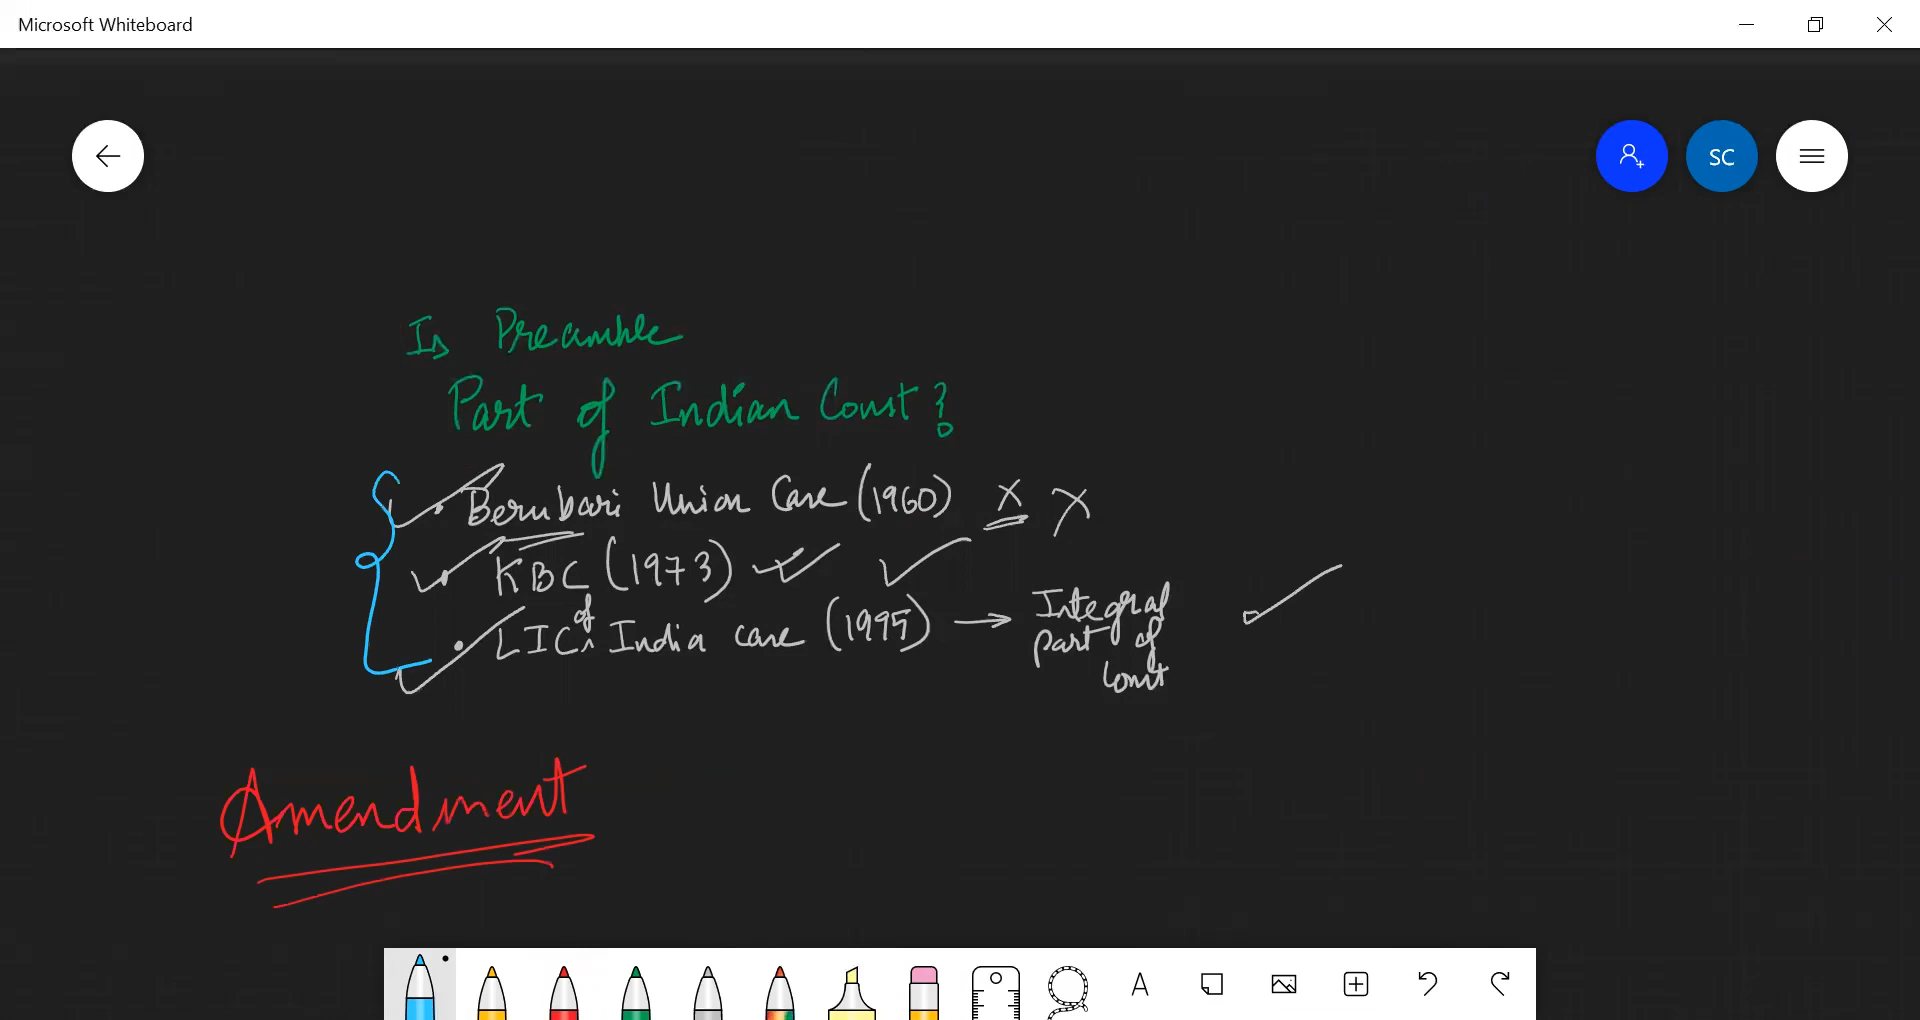 Microsoft Whiteboard
SC
Is Preamble
Part of Indian Const?
• Berubari Union Case (1960) X X
• KBC (1973) ✓ ✓
• LIC of India case (1995) → Integral part of Const ✓
Amendment
A